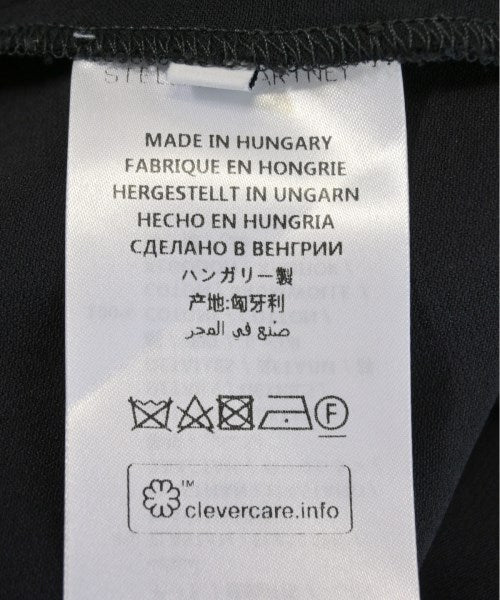 MADE IN HUNGARY
FABRIQUE EN HONGRIE
HERGESTELLT IN UNGARN
HECHO EN HUNGRIA
СДЕЛАНО В ВЕНГРИИ
ハンガリー製
产地:匈牙利
صنع في المجر
F
™
clevercare.info